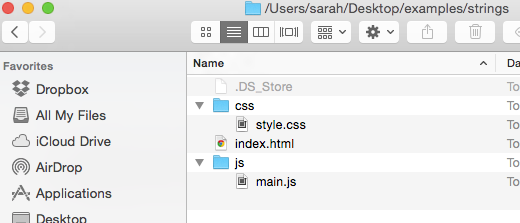 /Users/sarah/Desktop/examples/strings
Favorites
Dropbox
All My Files
iCloud Drive
AirDrop
Applications
Desktop
Name
Da
.DS_Store
To
css
To
style.css
To
index.html
To
js
To
main.js
To